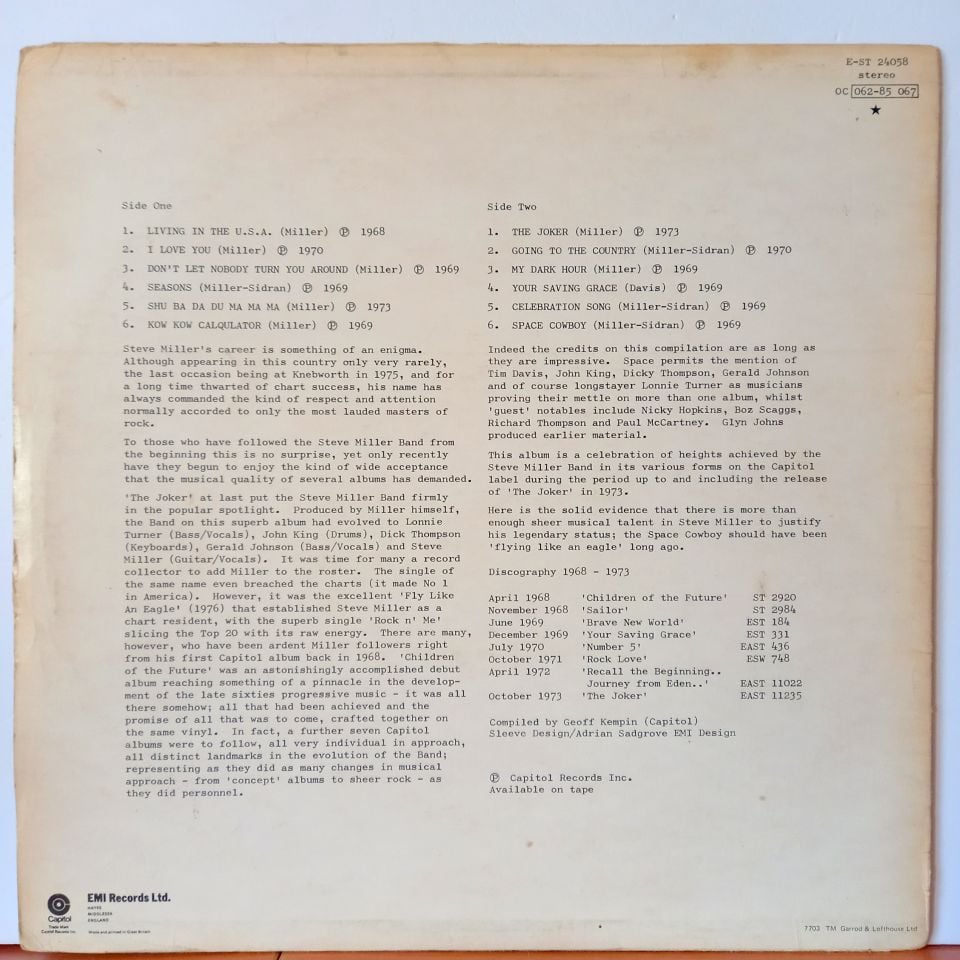 E-ST 24058
stereo
OC 062-85 067
★
Side One
1. LIVING IN THE U.S.A. (Miller) ℗ 1968
2. I LOVE YOU (Miller) ℗ 1970
3. DON'T LET NOBODY TURN YOU AROUND (Miller) ℗ 1969
4. SEASONS (Miller-Sidran) ℗ 1969
5. SHU BA DA DU MA MA MA (Miller) ℗ 1973
6. KOW KOW CALQULATOR (Miller) ℗ 1969
Steve Miller's career is something of an enigma.
Although appearing in this country only very rarely,
the last occasion being at Knebworth in 1975, and for
a long time thwarted of chart success, his name has
always commanded the kind of respect and attention
normally accorded to only the most lauded masters of
rock.
To those who have followed the Steve Miller Band from
the beginning this is no surprise, yet only recently
have they begun to enjoy the kind of wide acceptance
that the musical quality of several albums has demanded.
'The Joker' at last put the Steve Miller Band firmly
in the popular spotlight. Produced by Miller himself,
the Band on this superb album had evolved to Lonnie
Turner (Bass/Vocals), John King (Drums), Dick Thompson
(Keyboards), Gerald Johnson (Bass/Vocals) and Steve
Miller (Guitar/Vocals). It was time for many a record
collector to add Miller to the roster. The single of
the same name even breached the charts (it made No 1
in America). However, it was the excellent 'Fly Like
An Eagle' (1976) that established Steve Miller as a
chart resident, with the superb single 'Rock n' Me'
slicing the Top 20 with its raw energy. There are many,
however, who have been ardent Miller followers right
from his first Capitol album back in 1968. 'Children
of the Future' was an astonishingly accomplished debut
album reaching something of a pinnacle in the develop-
ment of the late sixties progressive music - it was all
there somehow; all that had been achieved and the
promise of all that was to come, crafted together on
the same vinyl. In fact, a further seven Capitol
albums were to follow, all very individual in approach,
all distinct landmarks in the evolution of the Band;
representing as they did as many changes in musical
approach - from 'concept' albums to sheer rock - as
they did personnel.
Side Two
1. THE JOKER (Miller) ℗ 1973
2. GOING TO THE COUNTRY (Miller-Sidran) ℗ 1970
3. MY DARK HOUR (Miller) ℗ 1969
4. YOUR SAVING GRACE (Davis) ℗ 1969
5. CELEBRATION SONG (Miller-Sidran) ℗ 1969
6. SPACE COWBOY (Miller-Sidran) ℗ 1969
Indeed the credits on this compilation are as long as
they are impressive. Space permits the mention of
Tim Davis, John King, Dicky Thompson, Gerald Johnson
and of course longstayer Lonnie Turner as musicians
proving their mettle on more than one album, whilst
'guest' notables include Nicky Hopkins, Boz Scaggs,
Richard Thompson and Paul McCartney. Glyn Johns
produced earlier material.
This album is a celebration of heights achieved by the
Steve Miller Band in its various forms on the Capitol
label during the period up to and including the release
of 'The Joker' in 1973.
Here is the solid evidence that there is more than
enough sheer musical talent in Steve Miller to justify
his legendary status; the Space Cowboy should have been
'flying like an eagle' long ago.
Discography 1968 - 1973
April 1968 'Children of the Future' ST 2920
November 1968 'Sailor' ST 2984
June 1969 'Brave New World' EST 184
December 1969 'Your Saving Grace' EST 331
July 1970 'Number 5' EAST 436
October 1971 'Rock Love' ESW 748
April 1972 'Recall the Beginning..
Journey from Eden..' EAST 11022
October 1973 'The Joker' EAST 11235
Compiled by Geoff Kempin (Capitol)
Sleeve Design/Adrian Sadgrove EMI Design
℗ Capitol Records Inc.
Available on tape
Capitol
Trade Mark
Capitol Records Inc.
EMI Records Ltd.
HAYES
MIDDLESEX
ENGLAND
Made and printed in Great Britain
7703 TM Garrod & Lofthouse Ltd